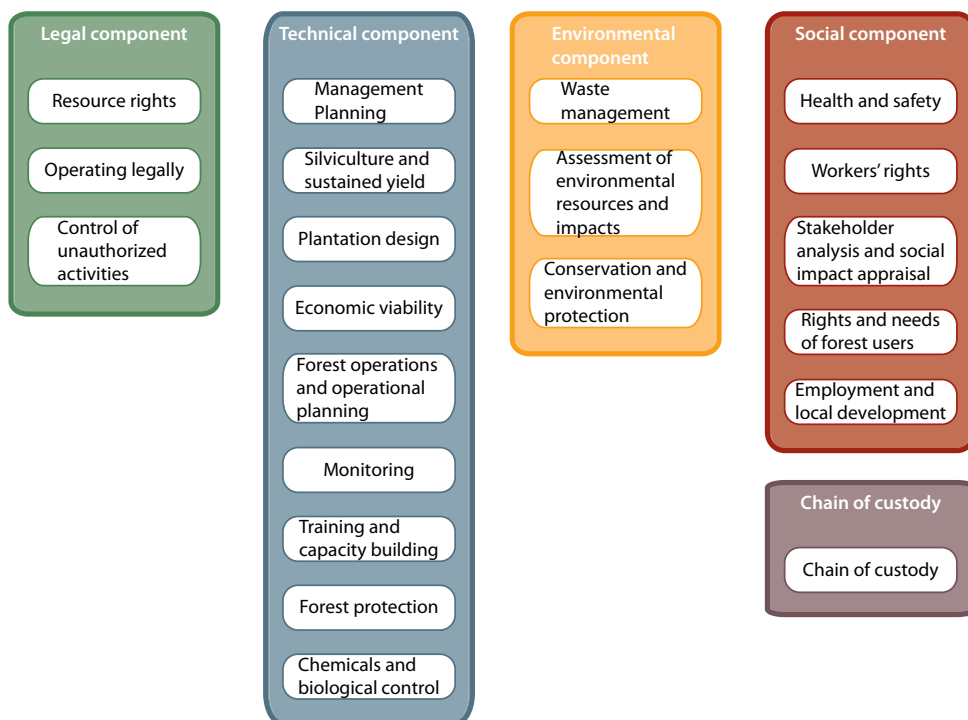 Legal component
Resource rights
Operating legally
Control of
unauthorized
activities
Technical component
Management
Planning
Silviculture and
sustained yield
Plantation design
Economic viability
Forest operations
and operational
planning
Monitoring
Training and
capacity building
Forest protection
Chemicals and
biological control
Environmental
component
Waste
management
Assessment of
environmental
resources and
impacts
Conservation and
environmental
protection
Social component
Health and safety
Workers’ rights
Stakeholder
analysis and social
impact appraisal
Rights and needs
of forest users
Employment and
local development
Chain of custody
Chain of custody